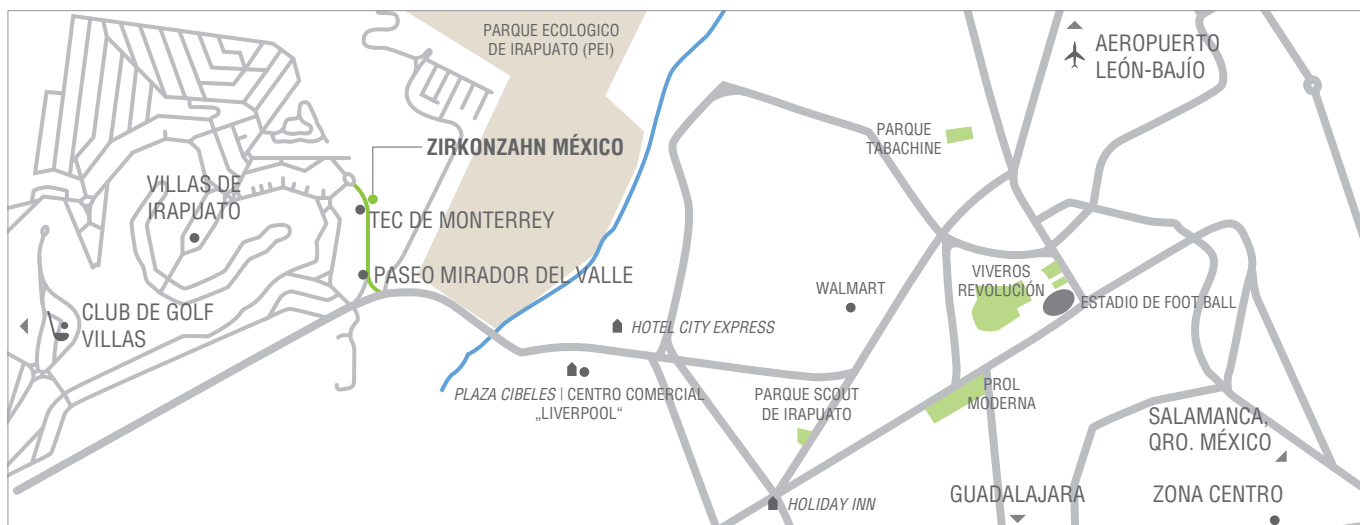 PARQUE ECOLOGICO
DE IRAPUATO (PEI)
AEROPUERTO
LEÓN-BAJÍO
PARQUE
TABACHINE
ZIRKONZAHN MÉXICO
VILLAS DE
IRAPUATO
TEC DE MONTERREY
PASEO MIRADOR DEL VALLE
CLUB DE GOLF
VILLAS
WALMART
VIVEROS
REVOLUCIÓN
ESTADIO DE FOOT BALL
HOTEL CITY EXPRESS
PLAZA CIBELES | CENTRO COMERCIAL
„LIVERPOOL“
PARQUE SCOUT
DE IRAPUATO
PROL
MODERNA
SALAMANCA,
QRO. MÉXICO
HOLIDAY INN
GUADALAJARA
ZONA CENTRO